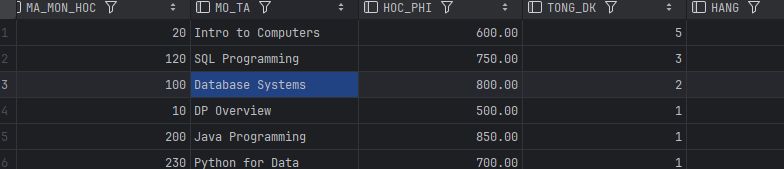 MA_MON_HOC MO_TA HOC_PHI TONG_DK HANG
1 20 Intro to Computers 600.00 5
2 120 SQL Programming 750.00 3
3 100 Database Systems 800.00 2
4 10 DP Overview 500.00 1
5 200 Java Programming 850.00 1
6 230 Python for Data 700.00 1